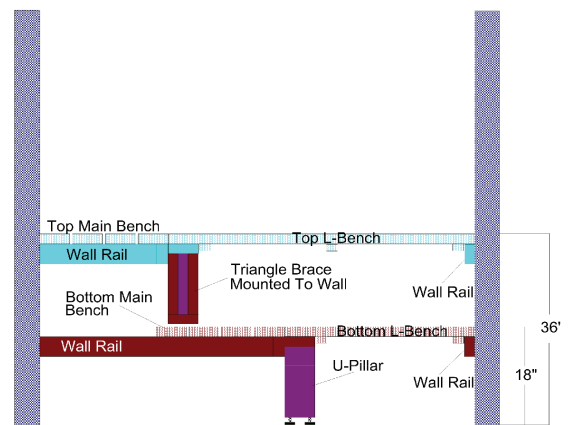 Top Main Bench
Top L-Bench
Wall Rail
Triangle Brace
Mounted To Wall
Wall Rail
Bottom Main
Bench
Bottom L-Bench
36'
Wall Rail
U-Pillar
18"
Wall Rail